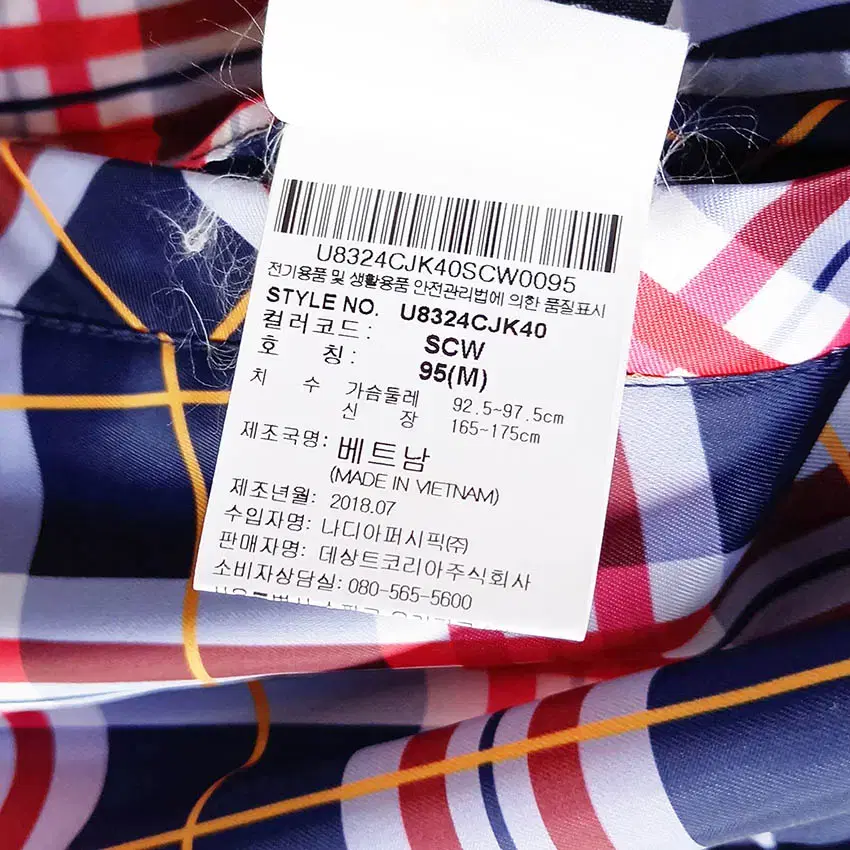 U8324CJK40SCW0095
전기용품 및 생활용품 안전관리법에 의한 품질표시
STYLE NO. U8324CJK40
컬러코드: SCW
호 칭: 95(M)
치 수 가슴둘레 92.5~97.5cm
신 장 165~175cm
제조국명: 베트남
(MADE IN VIETNAM)
제조년월: 2018.07
수입자명: 나디아퍼시픽㈜
판매자명: 데상트코리아주식회사
소비자상담실: 080-565-5600